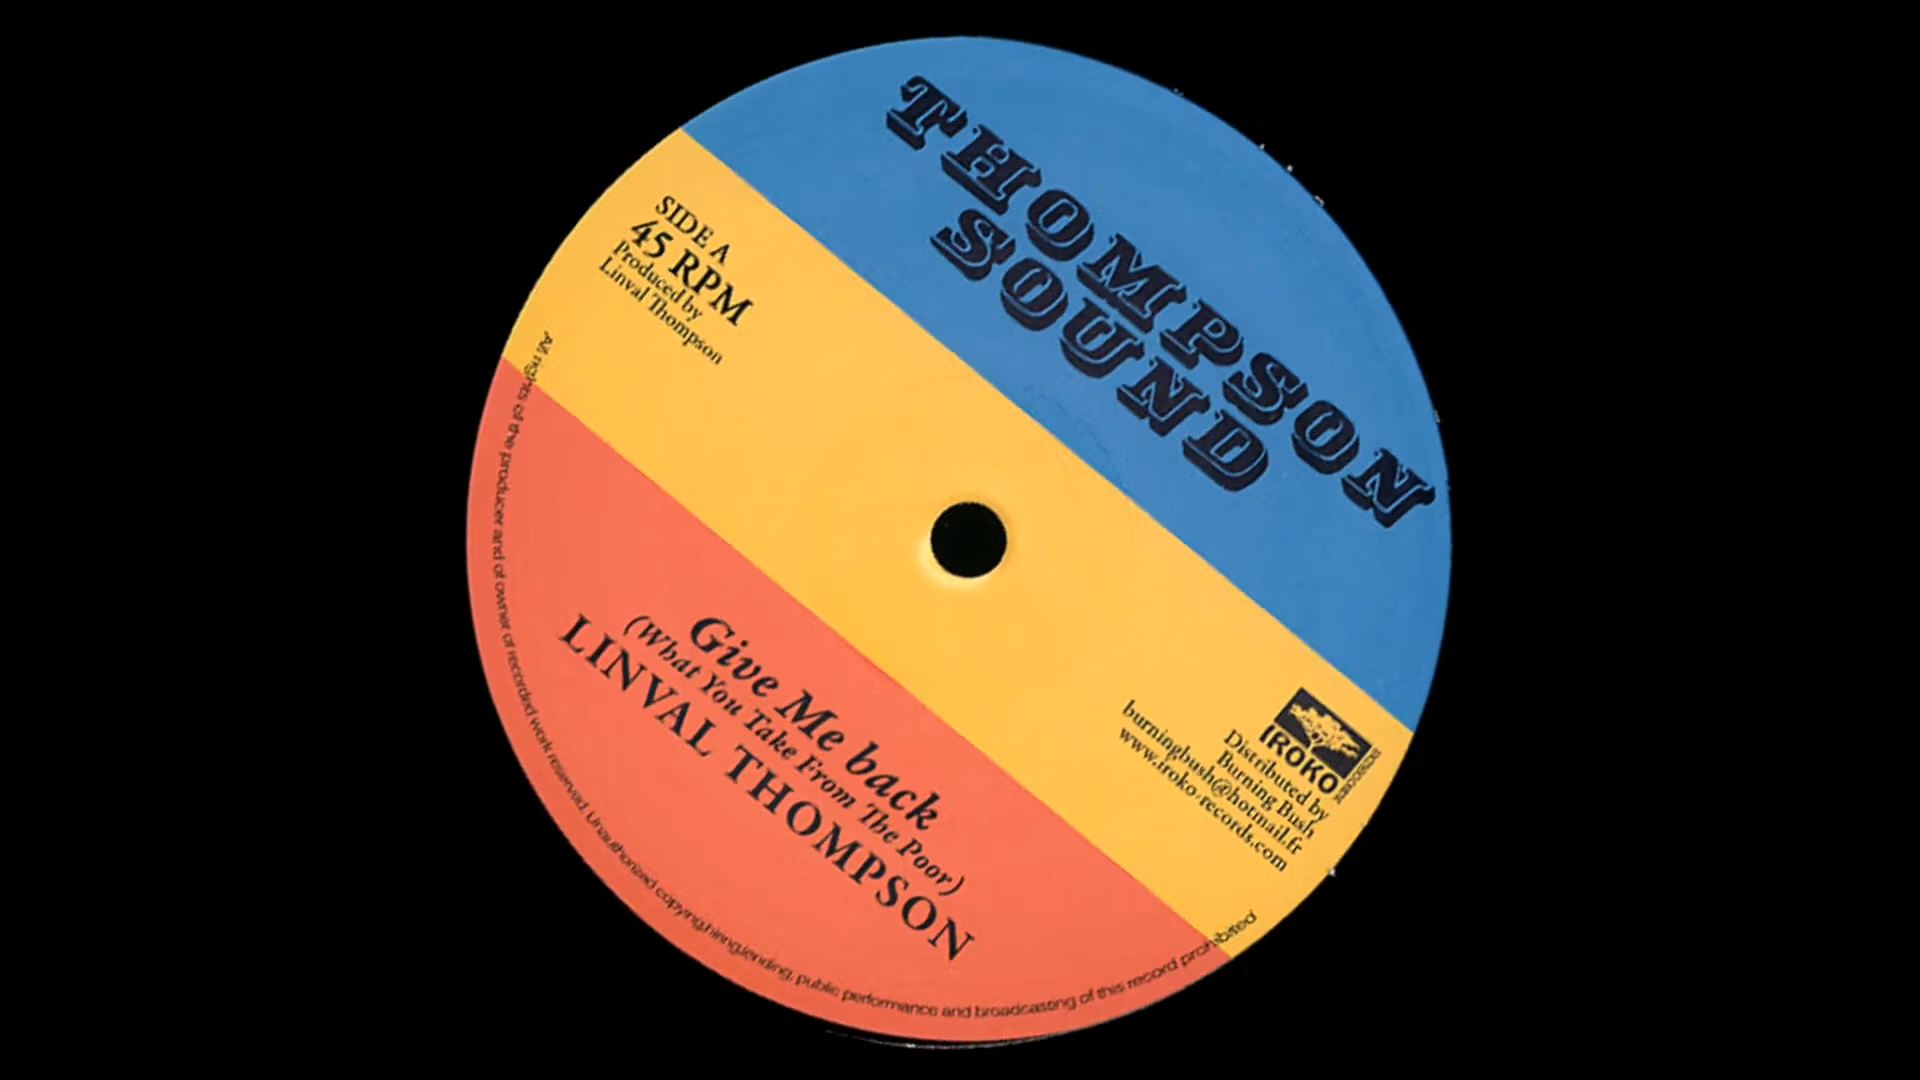 THOMPSON
SOUND
SIDE A
45 RPM
Produced by
Linval Thompson
IROKO
Distributed by
Burning Bush
burningbush@hotmail.fr
www.iroko-records.com
Give Me back
(What You Take From The Poor)
LINVAL THOMPSON
All rights of the producer and of owner of recorded work reserved. Unauthorized copying,hiring,lending, public performance and broadcasting of this record prohibited